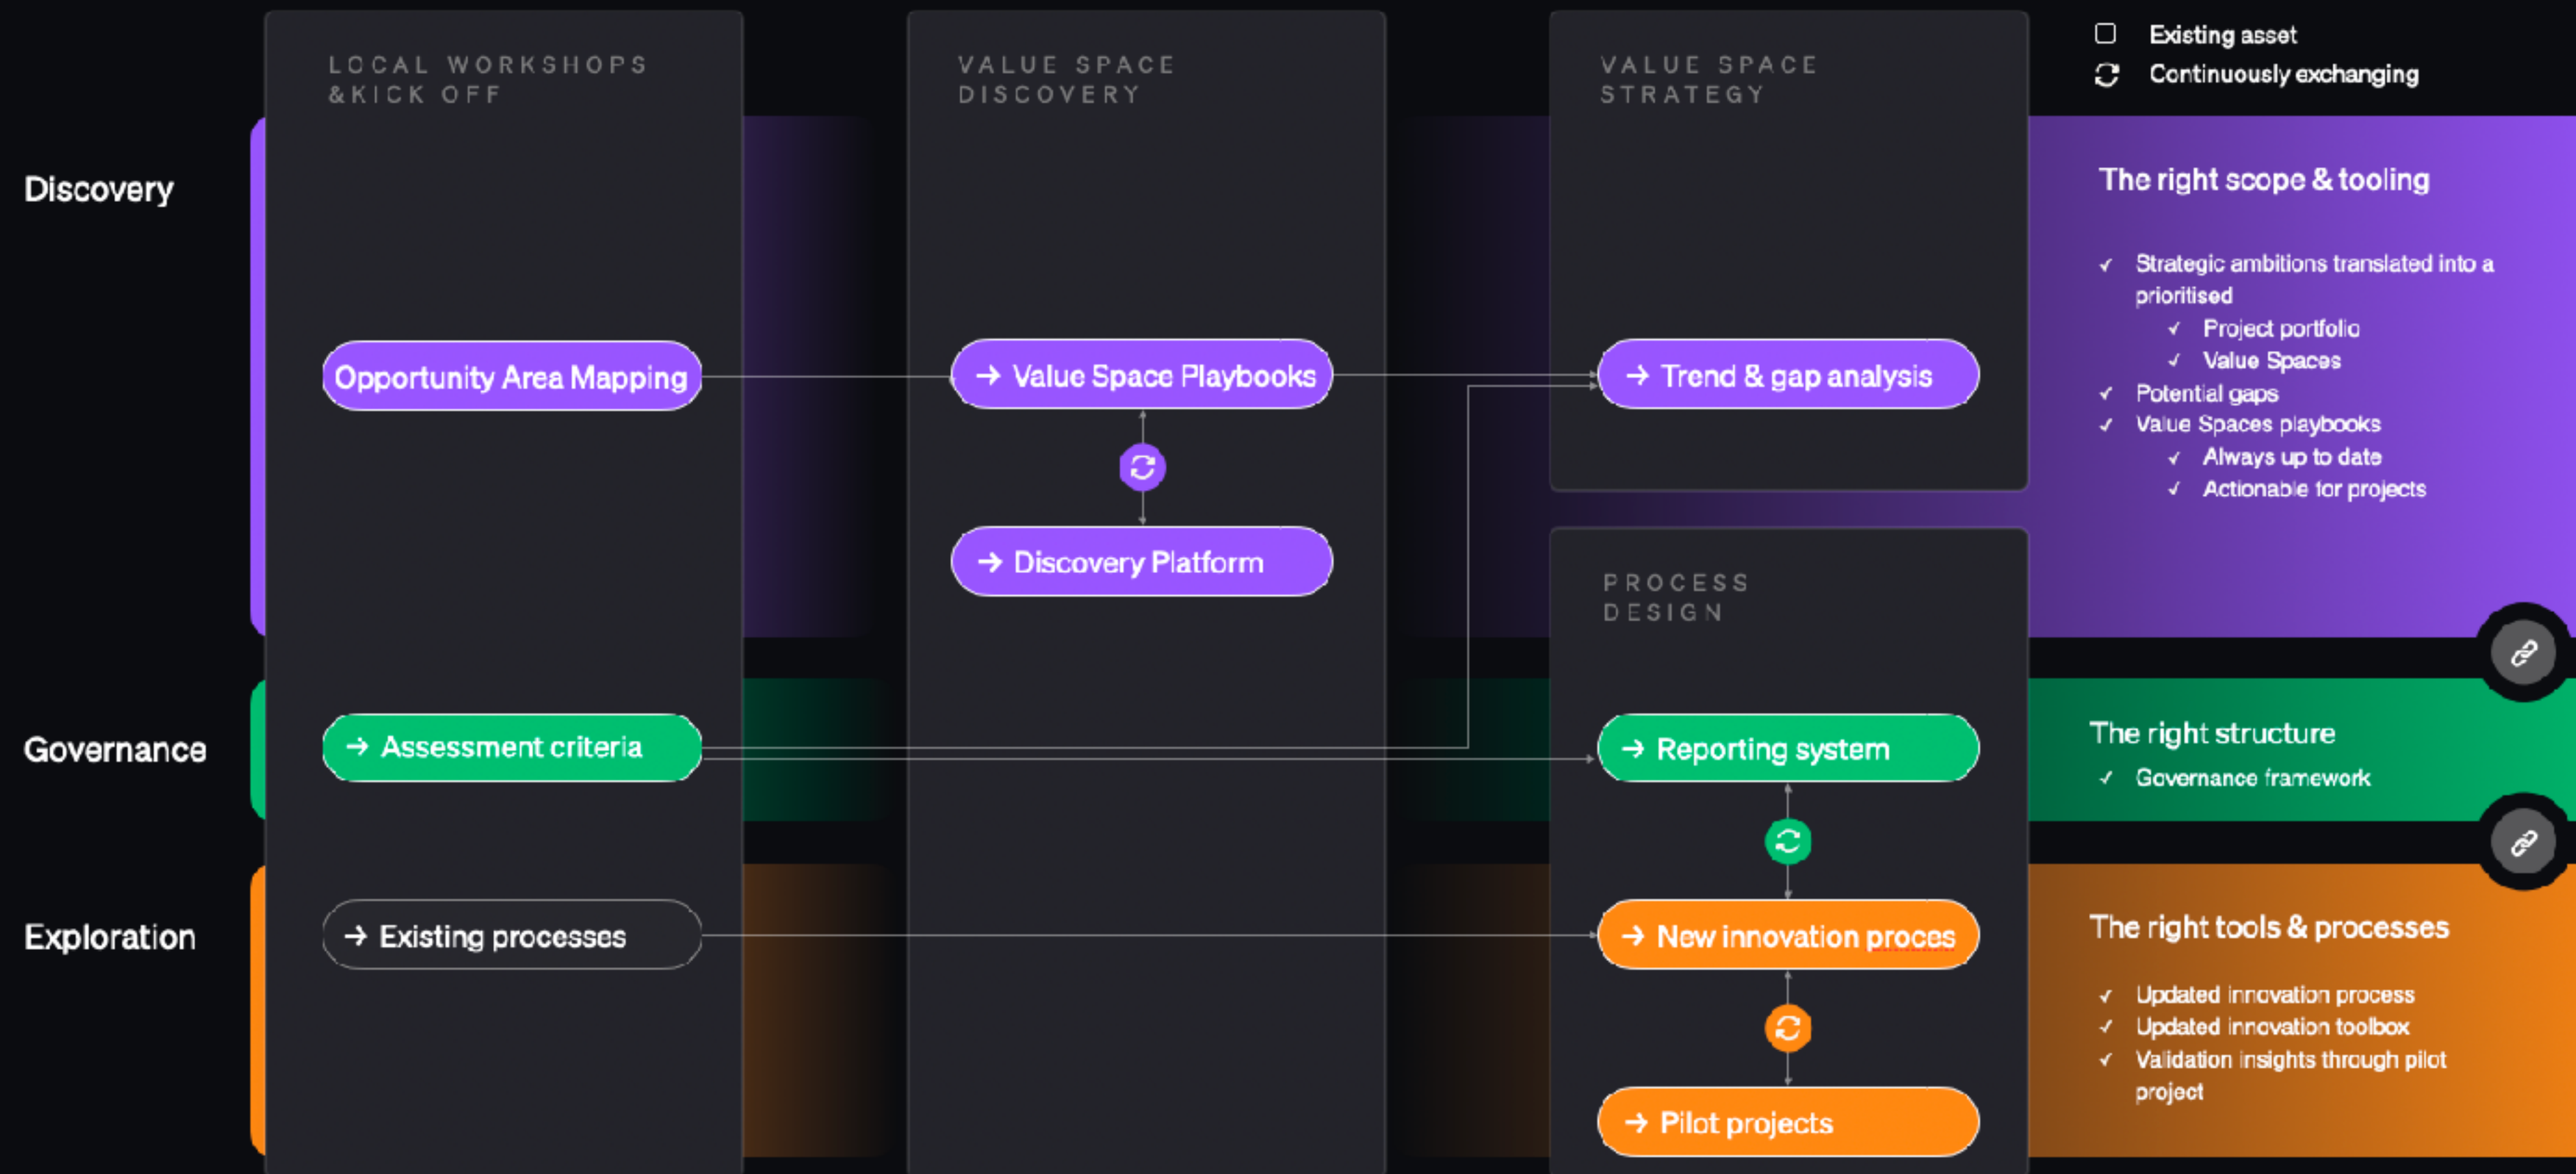 LOCAL WORKSHOPS
&KICK OFF
VALUE SPACE
DISCOVERY
VALUE SPACE
STRATEGY
Existing asset
Continuously exchanging
Discovery
Opportunity Area Mapping
→ Value Space Playbooks
→ Discovery Platform
→ Trend & gap analysis
The right scope & tooling
✓ Strategic ambitions translated into a
prioritised
✓ Project portfolio
✓ Value Spaces
✓ Potential gaps
✓ Value Spaces playbooks
✓ Always up to date
✓ Actionable for projects
PROCESS
DESIGN
Governance
→ Assessment criteria
→ Reporting system
The right structure
✓ Governance framework
Exploration
→ Existing processes
→ New innovation proces
→ Pilot projects
The right tools & processes
✓ Updated innovation process
✓ Updated innovation toolbox
✓ Validation insights through pilot
project